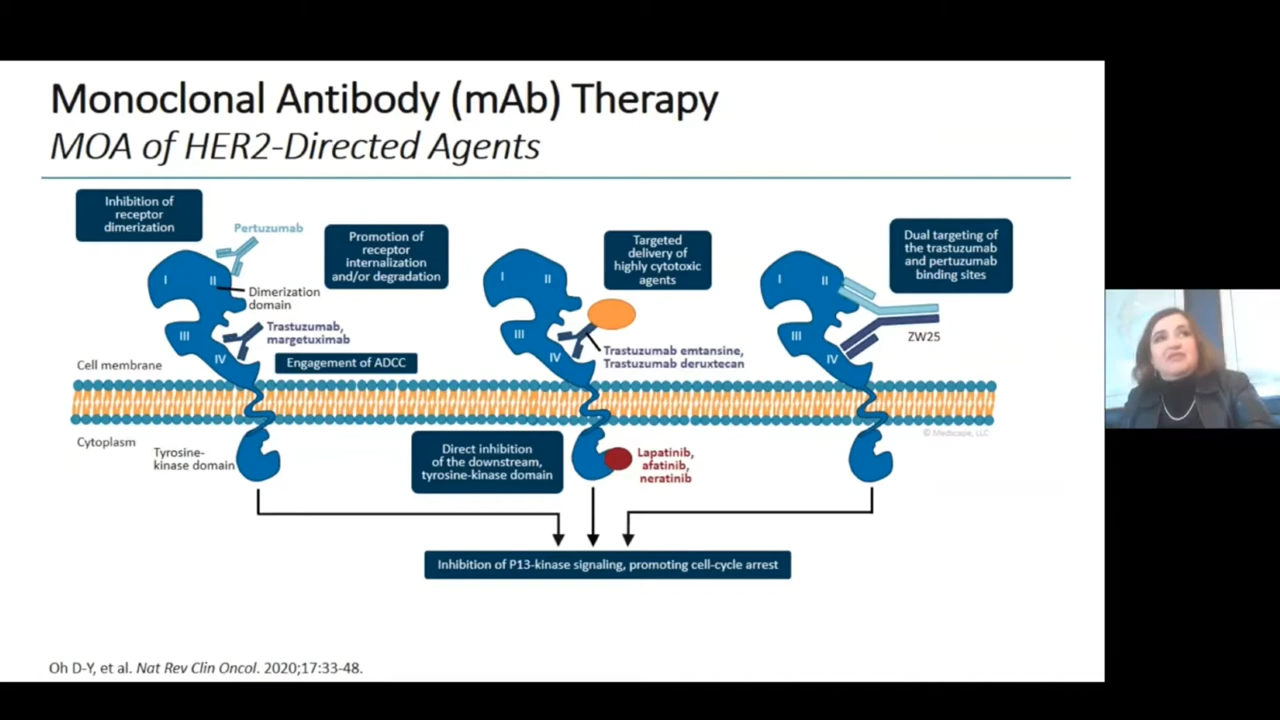 Monoclonal Antibody (mAb) Therapy
MOA of HER2-Directed Agents
Inhibition of
receptor
dimerization
Pertuzumab
Promotion of
receptor
internalization
and/or degradation
I
II
Dimerization
domain
III
Trastuzumab,
margetuximab
IV
Engagement of ADCC
Cell membrane
Cytoplasm
Tyrosine-
kinase domain
Targeted
delivery of
highly cytotoxic
agents
I
II
III
IV
Trastuzumab emtansine,
Trastuzumab deruxtecan
Direct inhibition
of the downstream,
tyrosine-kinase domain
Lapatinib,
afatinib,
neratinib
Dual targeting of
the trastuzumab
and pertuzumab
binding sites
I
II
III
IV
ZW25
© Medscape, LLC
Inhibition of P13-kinase signaling, promoting cell-cycle arrest
Oh D-Y, et al. Nat Rev Clin Oncol. 2020;17:33-48.